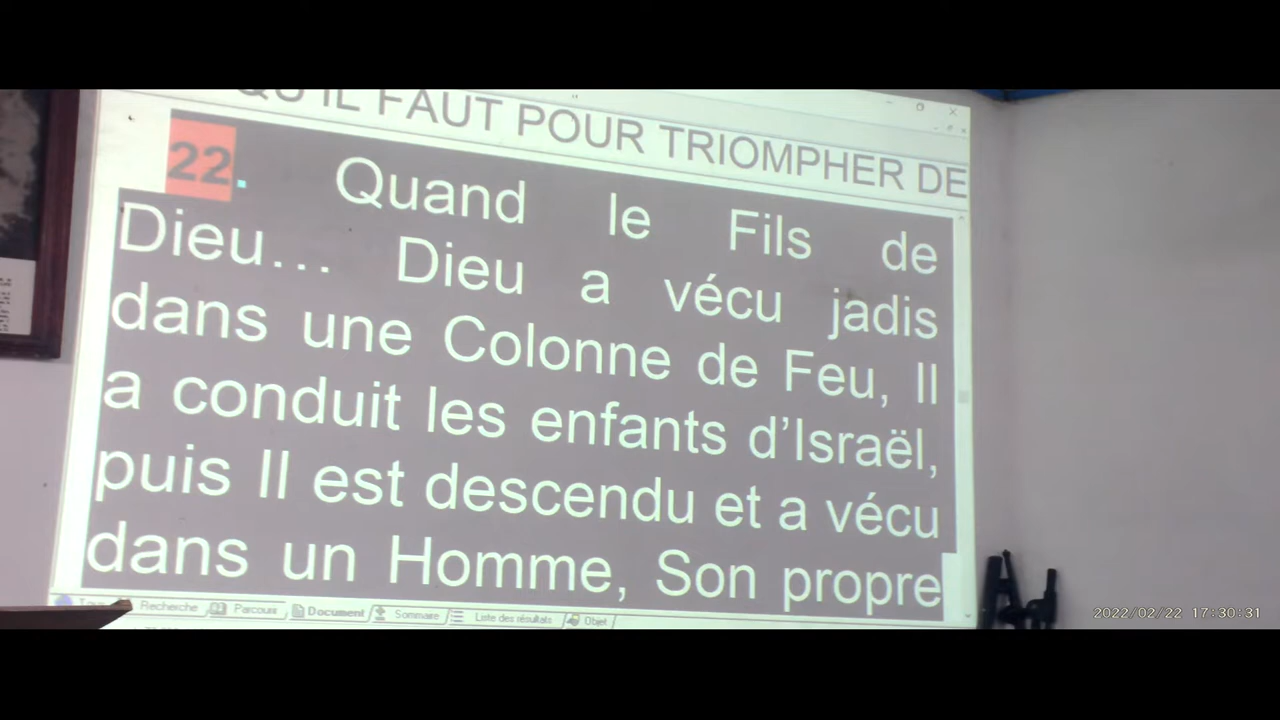 QU'IL FAUT POUR TRIOMPHER DE
22. Quand le Fils de
Dieu… Dieu a vécu jadis
dans une Colonne de Feu, Il
a conduit les enfants d'Israël,
puis Il est descendu et a vécu
dans un Homme, Son propre
Recherche Parcourir Document Sommaire Liste des résultats Objet
2022/02/22 17:30:31